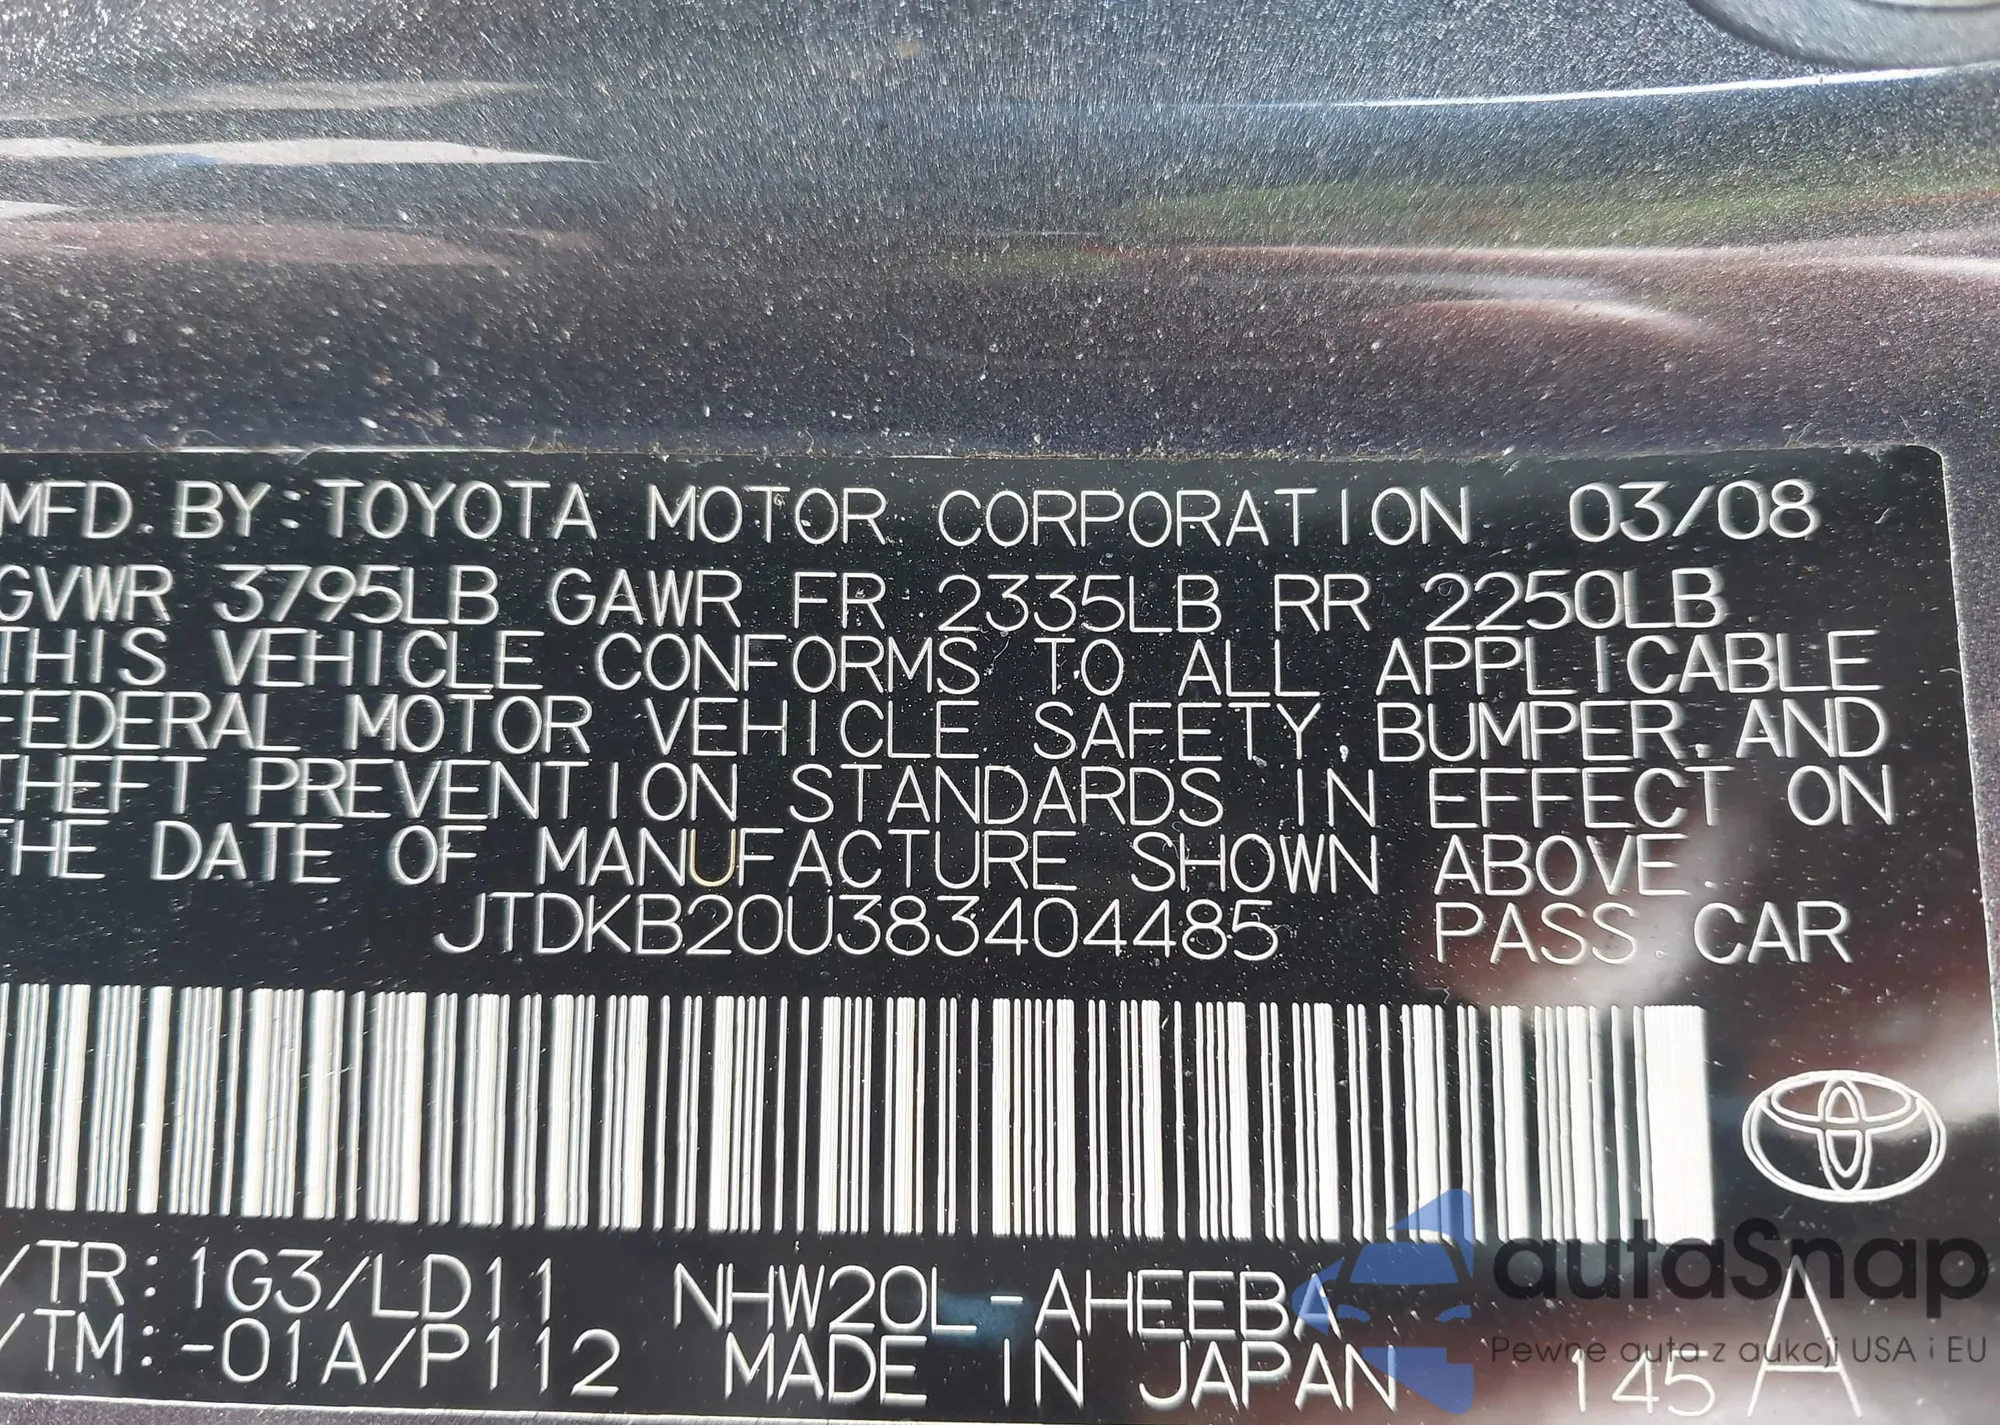 MFD. BY: TOYOTA MOTOR CORPORATION 03/08
GVWR 3795LB GAWR FR 2335LB RR 2250LB
THIS VEHICLE CONFORMS TO ALL APPLICABLE
FEDERAL MOTOR VEHICLE SAFETY, BUMPER, AND
THEFT PREVENTION STANDARDS IN EFFECT ON
THE DATE OF MANUFACTURE SHOWN ABOVE.
JTDKB20U383404485 PASS. CAR
/TR: 1G3/LD11 NHW20L-AHEEBA
/TM: -01A/P112 MADE IN JAPAN 145 A
autaSnap
Pewne auta z aukcji USA i EU